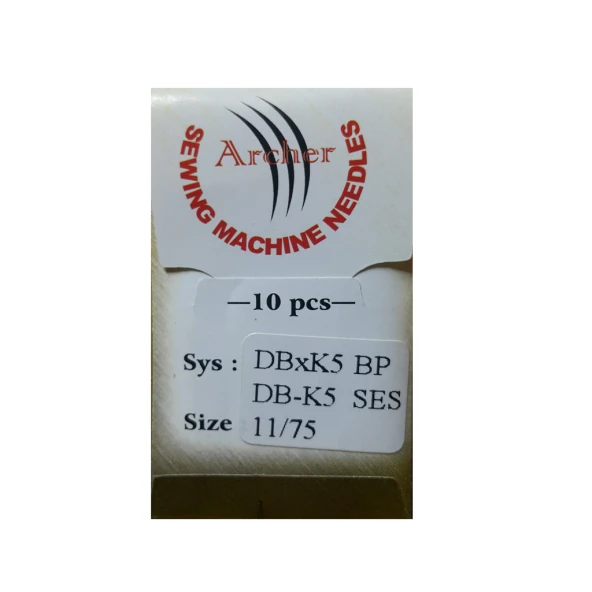 Archer
SEWING MACHINE NEEDLES
—10 pcs—
Sys : DBxK5 BP
DB-K5 SES
Size 11/75